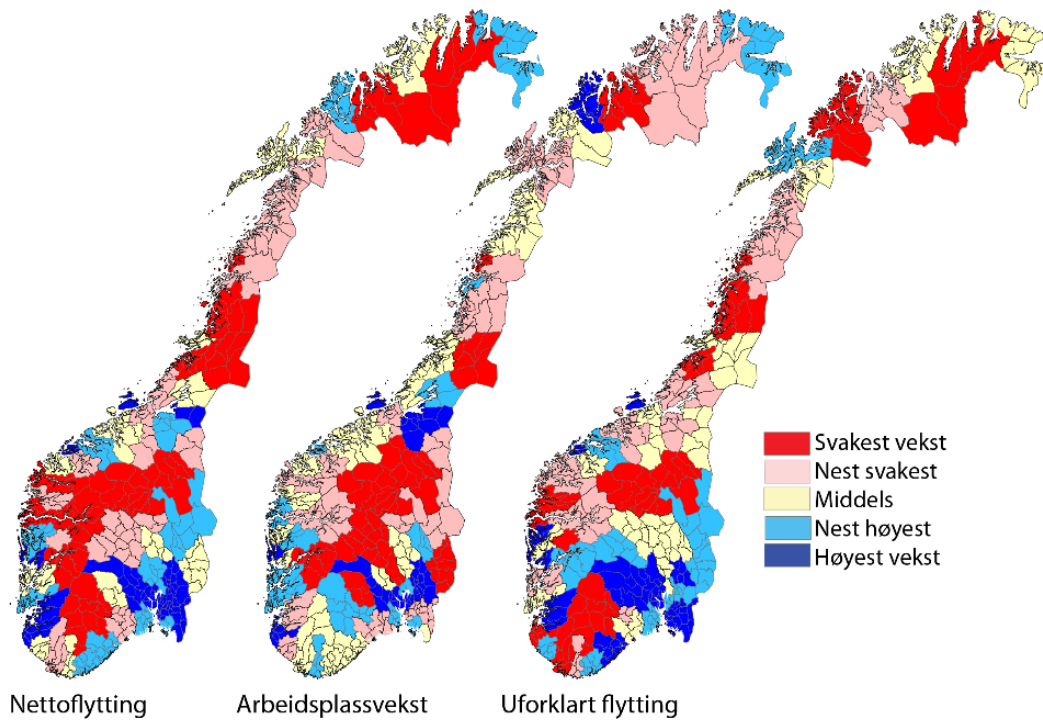 Svakest vekst
Nest svakest
Middels
Nest høyest
Høyest vekst
Nettoflytting
Arbeidsplassvekst
Uforklart flytting